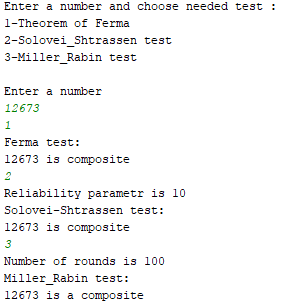 Enter a number and choose needed test :
1-Theorem of Ferma
2-Solovei_Shtrassen test
3-Miller_Rabin test
Enter a number
12673
1
Ferma test:
12673 is composite
2
Reliability parametr is 10
Solovei-Shtrassen test:
12673 is composite
3
Number of rounds is 100
Miller_Rabin test:
12673 is a composite